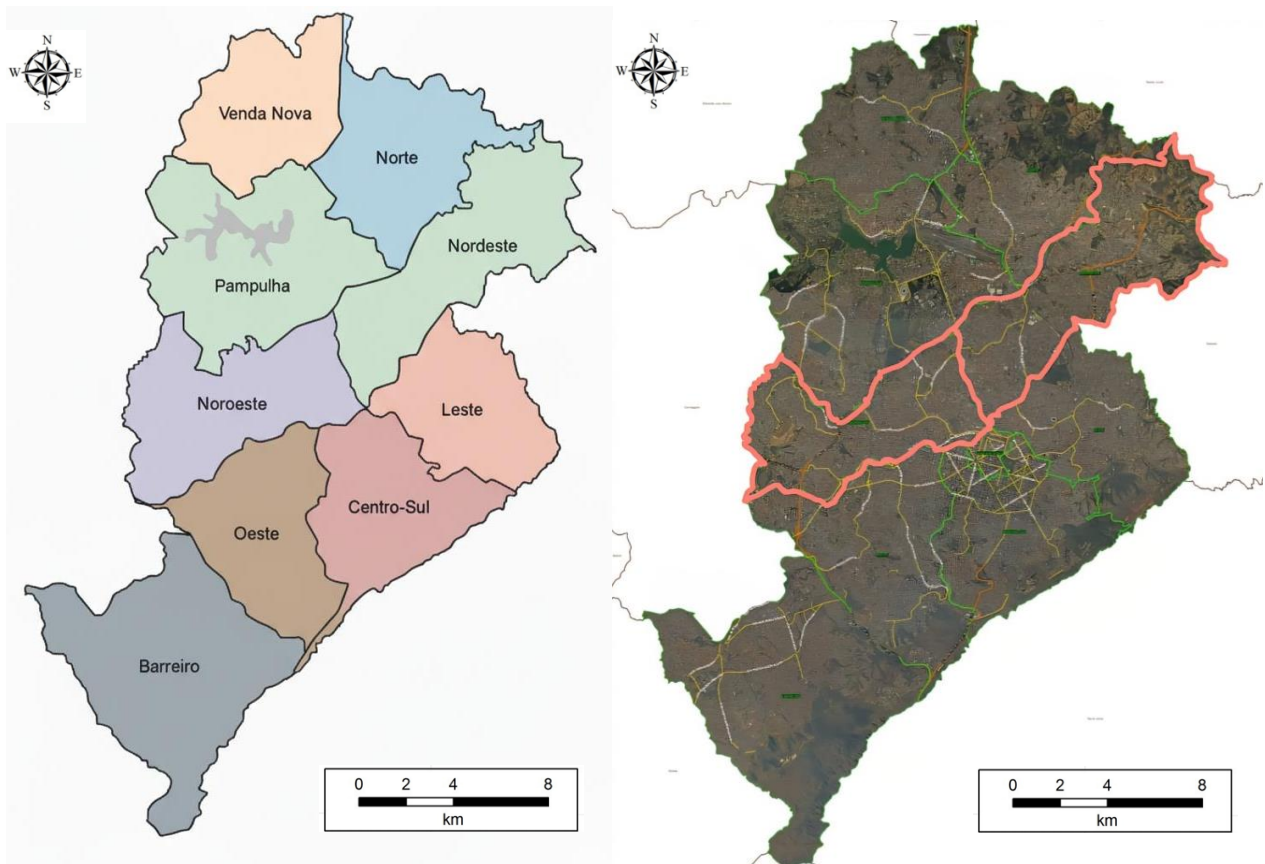 N
W E
S
Venda Nova
Norte
Nordeste
Pampulha
Noroeste
Leste
Centro-Sul
Oeste
Barreiro
0 2 4 8
km
N
W E
S
0 2 4 8
km